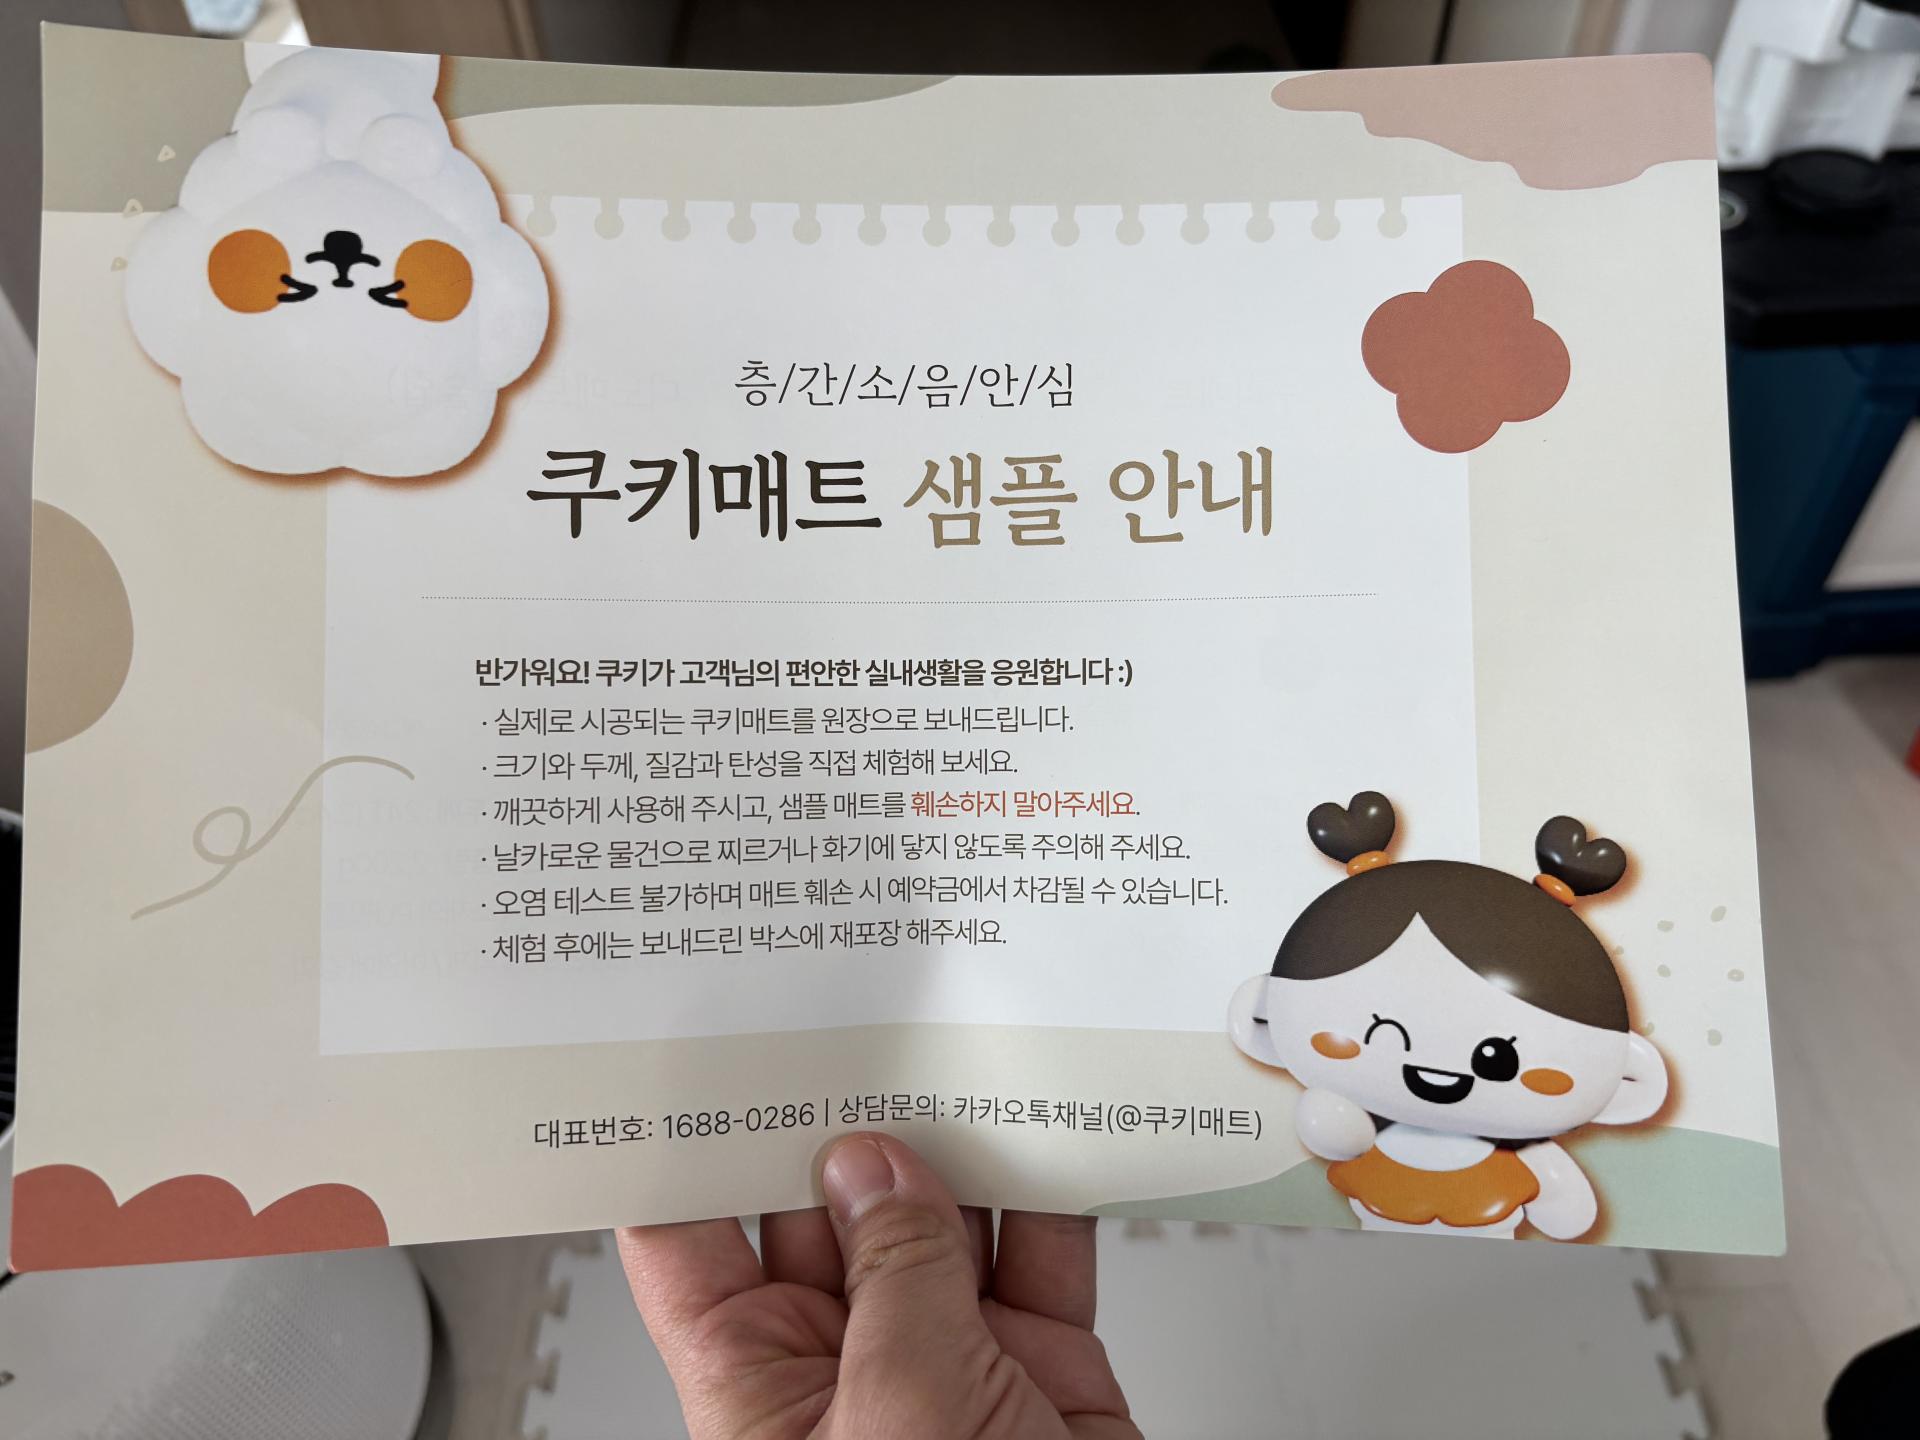 층/간/소/음/안/심
쿠키매트 샘플 안내
반가워요! 쿠키가 고객님의 편안한 실내생활을 응원합니다 :)
· 실제로 시공되는 쿠키매트를 원장으로 보내드립니다.
· 크기와 두께, 질감과 탄성을 직접 체험해 보세요.
· 깨끗하게 사용해 주시고, 샘플 매트를 훼손하지 말아주세요.
· 날카로운 물건으로 찌르거나 화기에 닿지 않도록 주의해 주세요.
· 오염 테스트 불가하며 매트 훼손 시 예약금에서 차감될 수 있습니다.
· 체험 후에는 보내드린 박스에 재포장 해주세요.
대표번호: 1688-0286 | 상담문의: 카카오톡채널(@쿠키매트)